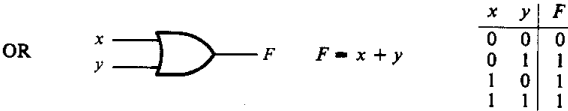 OR
x
y
F
F = x + y
x y F
0 0 0
0 1 1
1 0 1
1 1 1